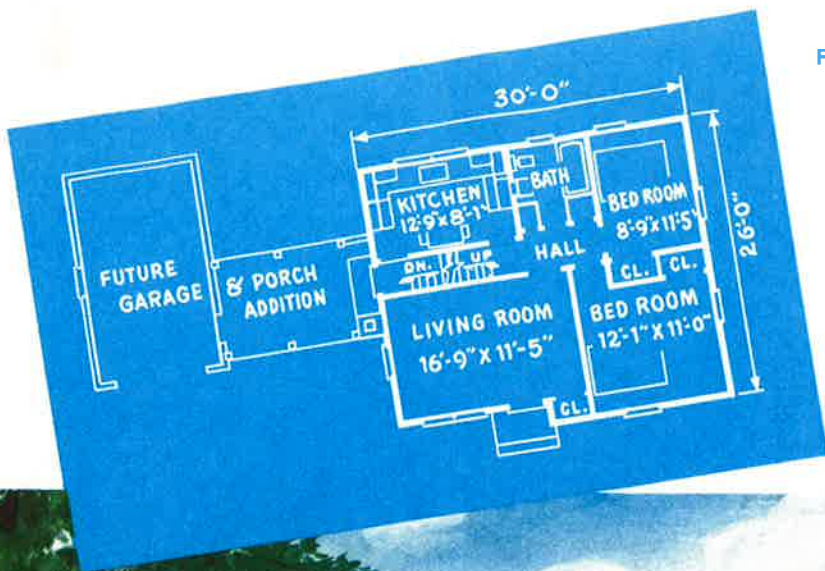 F
30'-0"
KITCHEN
12'-9" x 8'-1"
BATH
BED ROOM
8'-9" x 11'-5"
26'-0"
HALL
DN.
UP
CL.
CL.
FUTURE
GARAGE
& PORCH
ADDITION
LIVING ROOM
16'-9" X 11'-5"
BED ROOM
12'-1" X 11'-0"
CL.